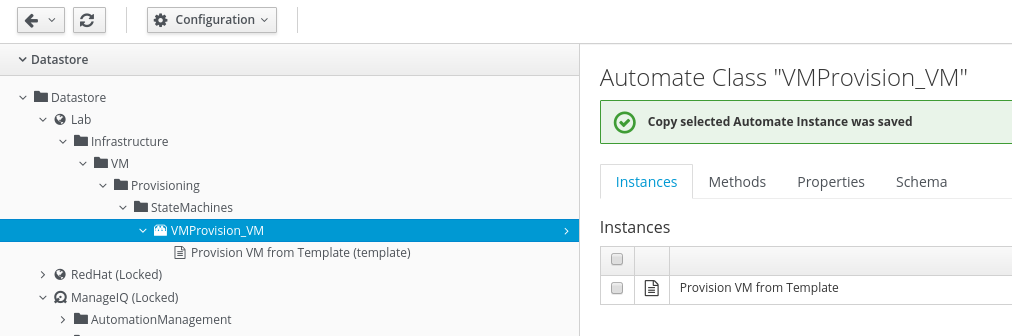 Configuration
Datastore
Datastore
Lab
Infrastructure
VM
Provisioning
StateMachines
VMProvision_VM
Provision VM from Template (template)
RedHat (Locked)
ManageIQ (Locked)
AutomationManagement
Automate Class "VMProvision_VM"
Copy selected Automate Instance was saved
Instances Methods Properties Schema
Instances
Provision VM from Template